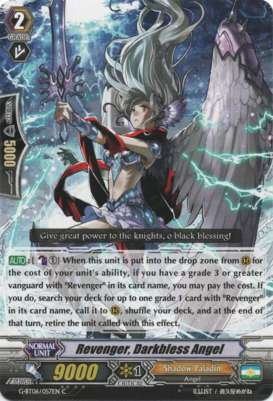 2
GRADE
5000
Give great power to the knights, o black blessing!
AUTO: When this unit is put into the drop zone from for
the cost of your unit's ability, if you have a grade 3 or greater
vanguard with "Revenger" in its card name, you may pay the cost. If
you do, search your deck for up to one grade 1 card with "Revenger"
in its card name, call it to , shuffle your deck, and at the end of
that turn, retire the unit called with this effect.
NORMAL UNIT
Revenger, Darkbless Angel
POWER
9000
1
CRITICAL
Shadow Paladin
Angel
G-BT06/057EN C
ILLUST /